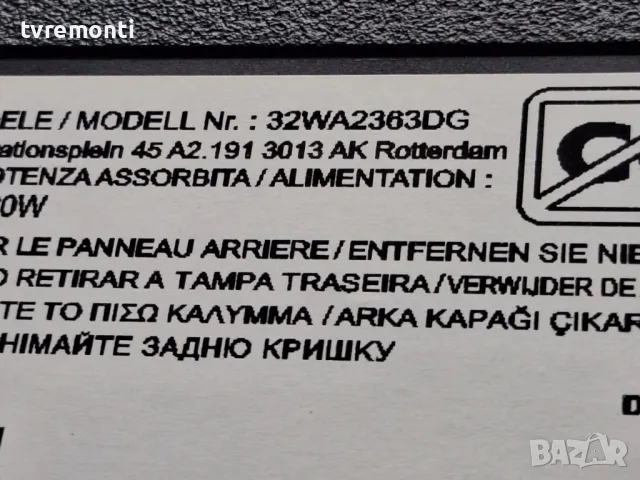 tvremonti
ELE / MODELL Nr. : 32WA2363DG
ationsplein 45 A2.191 3013 AK Rotterdam
OTENZA ASSORBITA / ALIMENTATION :
0W
R LE PANNEAU ARRIERE / ENTFERNEN SIE NIE
O RETIRAR A TAMPA TRASEIRA / VERWIJDER DE
ΤΕ ΤΟ ΠΙΣΩ ΚΑΛΥΜΜΑ / ARKA KAPAĞI ÇIKAR
НІМАЙТЕ ЗАДНЮ КРИШКУ
D
bazar